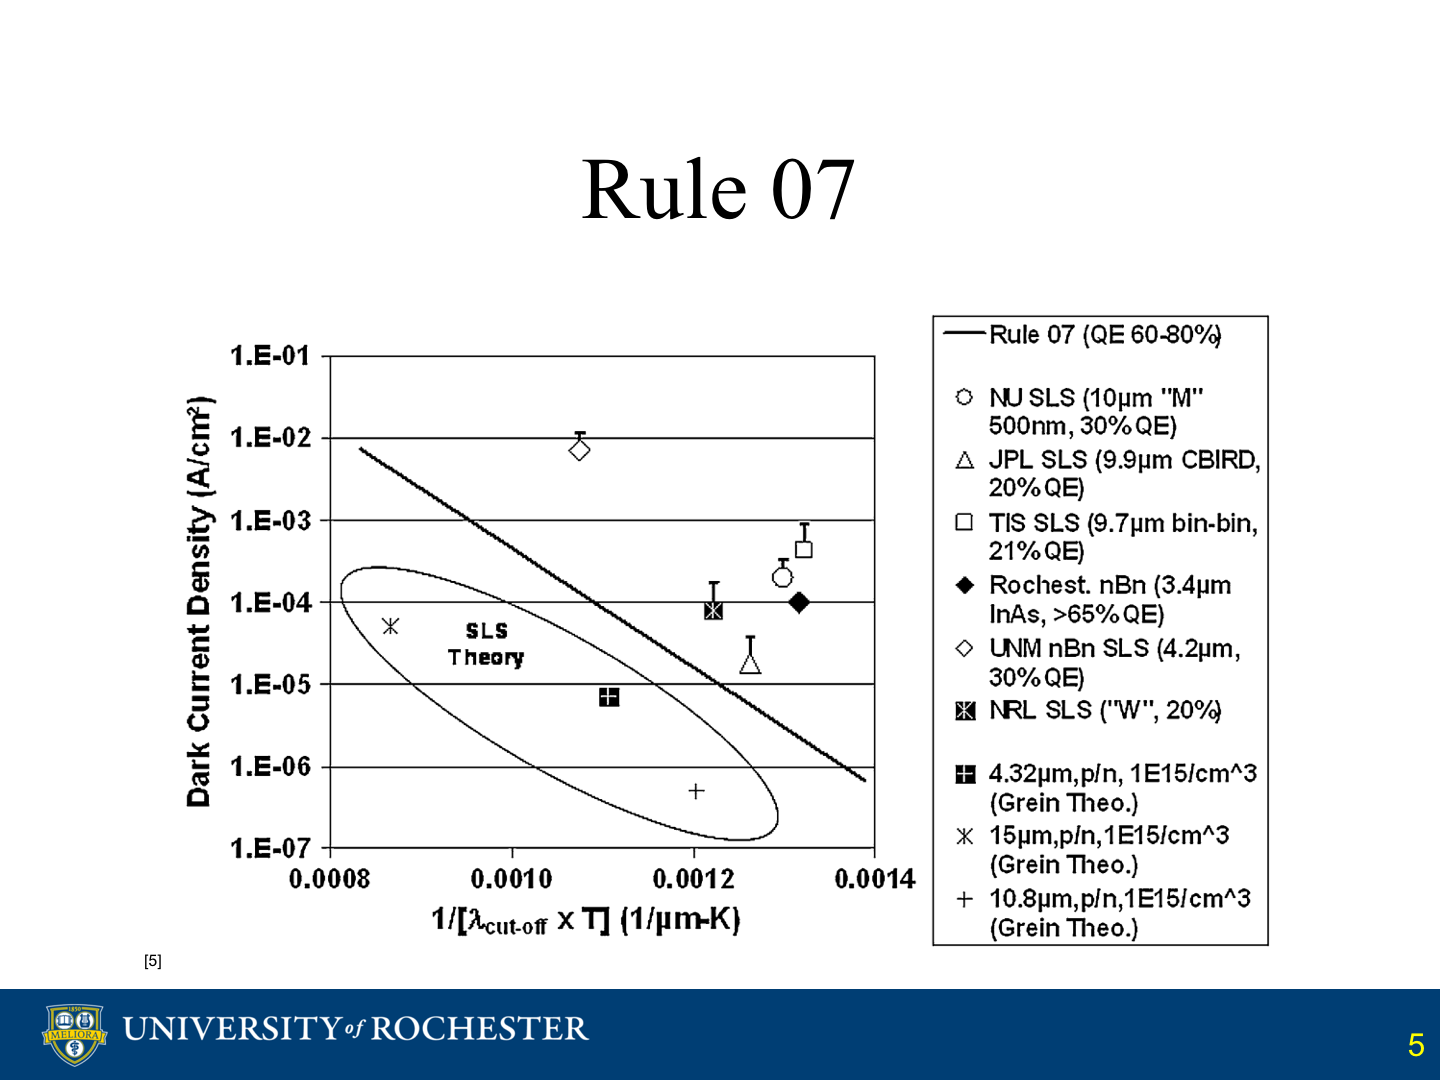 Rule 07
1.E-01
1.E-02
1.E-03
1.E-04
1.E-05
1.E-06
1.E-07
Dark Current Density (A/cm²)
SLS
Theory
0.0008 0.0010 0.0012 0.0014
1/[λcut-off x T] (1/µm-K)
Rule 07 (QE 60-80%)
NU SLS (10µm "M"
500nm, 30%QE)
JPL SLS (9.9µm CBIRD,
20%QE)
TIS SLS (9.7µm bin-bin,
21%QE)
Rochest. nBn (3.4µm
InAs, >65%QE)
UNM nBn SLS (4.2µm,
30%QE)
NRL SLS ("W", 20%)
4.32µm,p/n, 1E15/cm^3
(Grein Theo.)
15µm,p/n,1E15/cm^3
(Grein Theo.)
10.8µm,p/n,1E15/cm^3
(Grein Theo.)
[5]
1850
MELIORA
UNIVERSITY of ROCHESTER
5